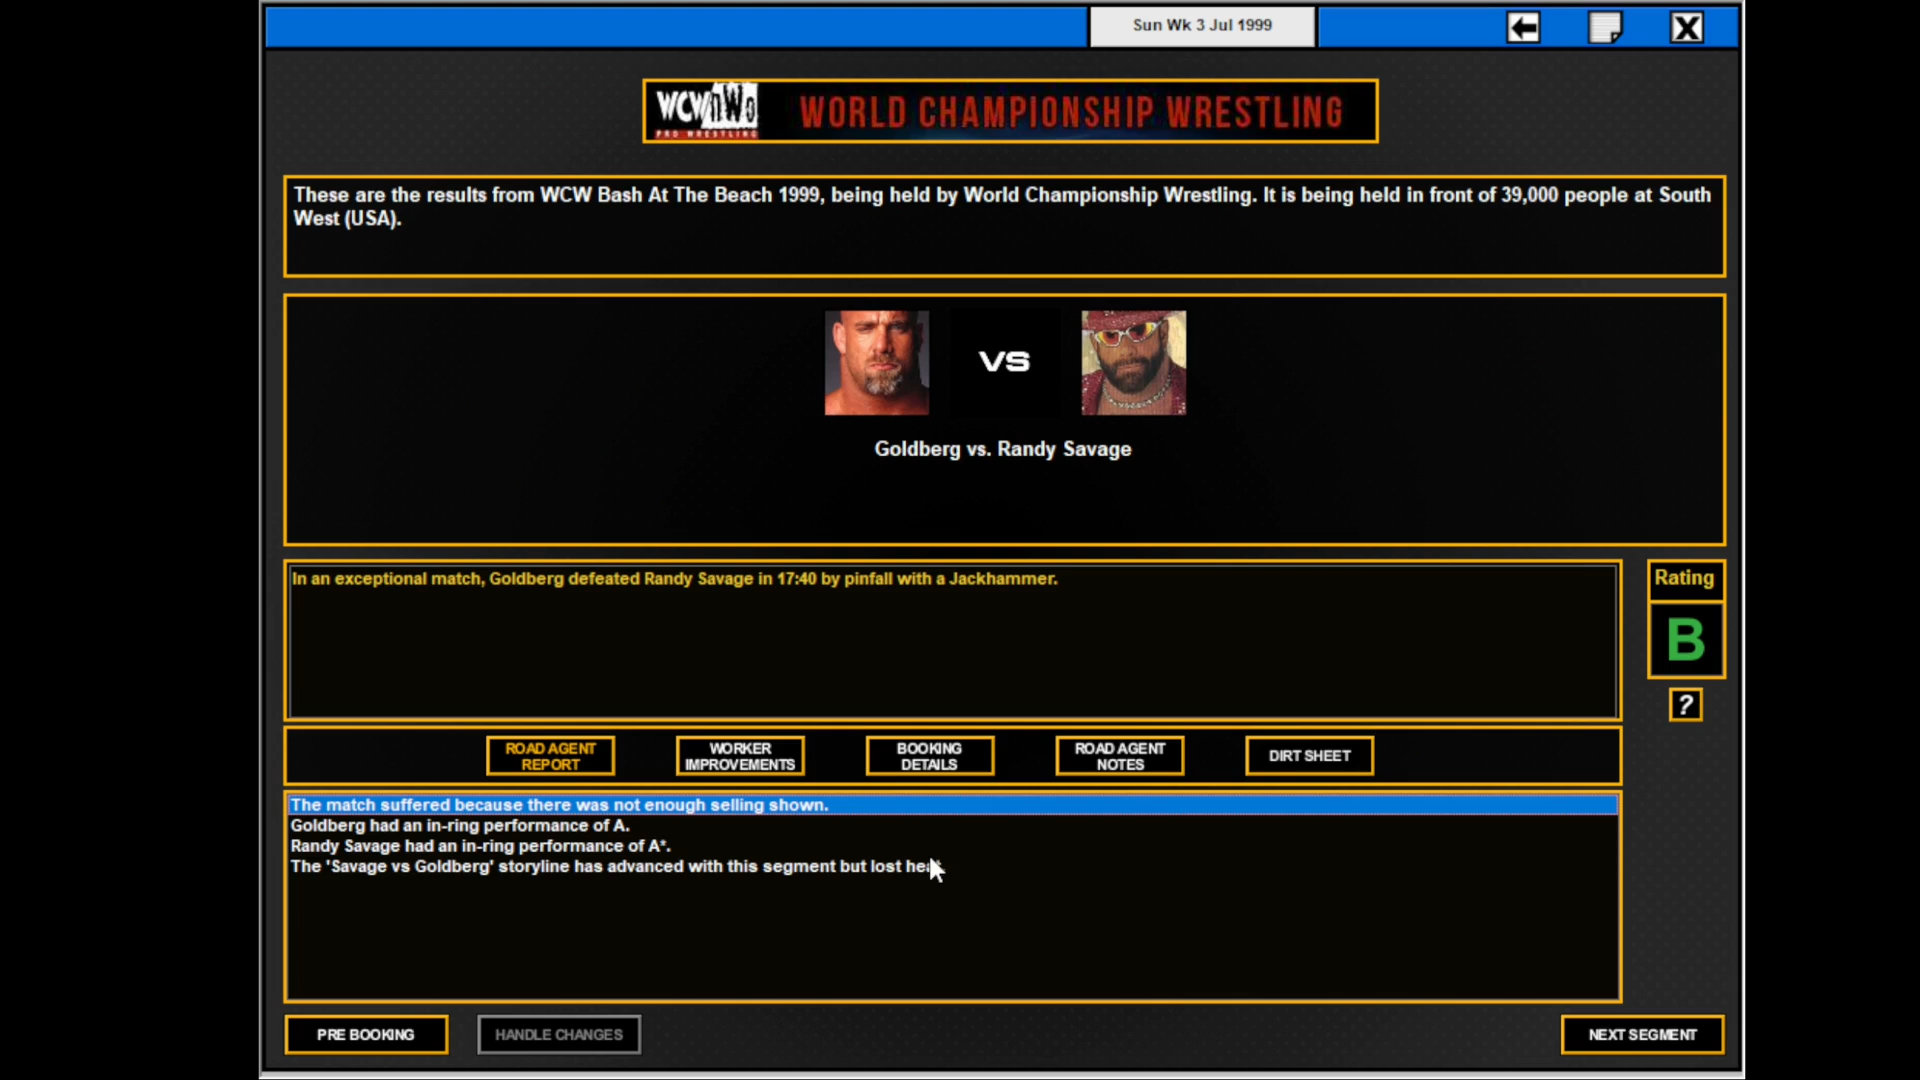 Sun Wk 3 Jul 1999
WCW nWo
PRO WRESTLING
WORLD CHAMPIONSHIP WRESTLING
These are the results from WCW Bash At The Beach 1999, being held by World Championship Wrestling. It is being held in front of 39,000 people at South
West (USA).
VS
Goldberg vs. Randy Savage
In an exceptional match, Goldberg defeated Randy Savage in 17:40 by pinfall with a Jackhammer.
Rating
B
?
ROAD AGENT
REPORT
WORKER
IMPROVEMENTS
BOOKING
DETAILS
ROAD AGENT
NOTES
DIRT SHEET
The match suffered because there was not enough selling shown.
Goldberg had an in-ring performance of A.
Randy Savage had an in-ring performance of A*.
The 'Savage vs Goldberg' storyline has advanced with this segment but lost
PRE BOOKING
HANDLE CHANGES
NEXT SEGMENT